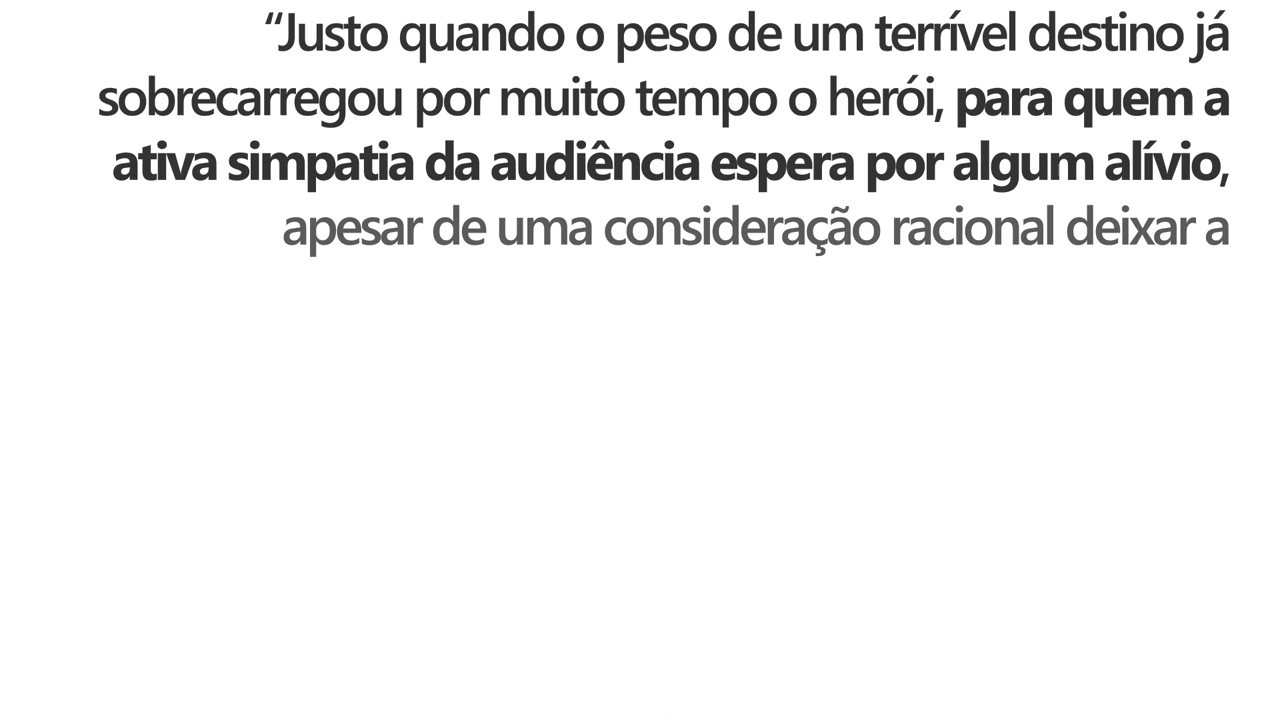 “Justo quando o peso de um terrível destino já
sobrecarregou por muito tempo o herói, para quem a
ativa simpatia da audiência espera por algum alívio,
apesar de uma consideração racional deixar a